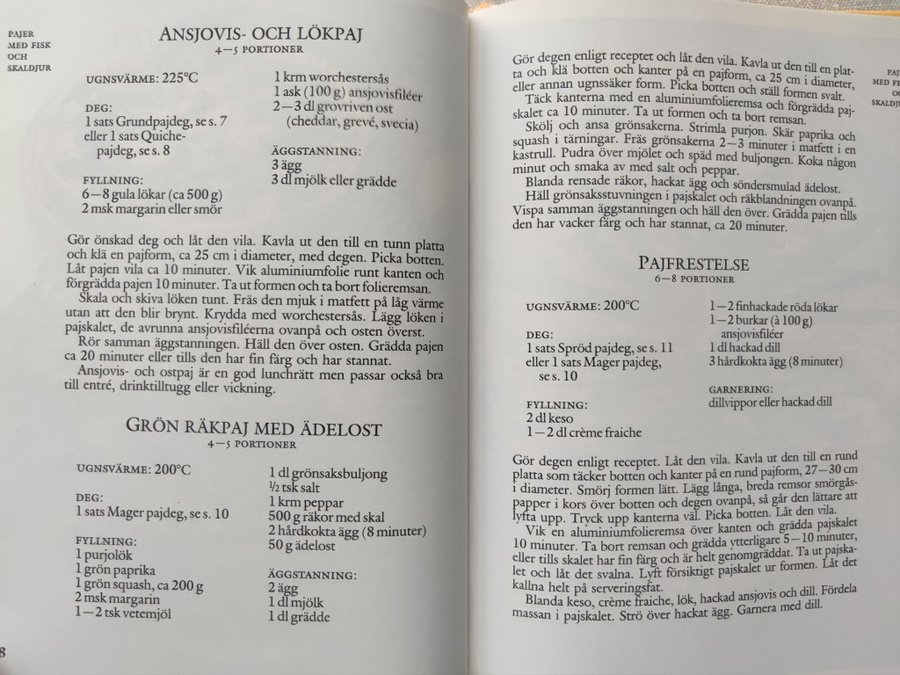 PAJER
MED FISK
OCH
SKALDJUR
ANSJOVIS- OCH LÖKPAJ
4–5 PORTIONER
UGNSVÄRME: 225°C
DEG:
1 sats Grundpajdeg, se s. 7
eller 1 sats Quiche-
pajdeg, se s. 8
FYLLNING:
6–8 gula lökar (ca 500 g)
2 msk margarin eller smör
1 krm worchestersås
1 ask (100 g) ansjovisfiléer
2–3 dl grovriven ost
(cheddar, grevé, svecia)
ÄGGSTANNING:
3 ägg
3 dl mjölk eller grädde
Gör önskad deg och låt den vila. Kavla ut den till en tunn platta
och klä en pajform, ca 25 cm i diameter, med degen. Picka botten.
Låt pajen vila ca 10 minuter. Vik aluminiumfolie runt kanten och
förgrädda pajen 10 minuter. Ta ut formen och ta bort folieremsan.
Skala och skiva löken tunt. Fräs den mjuk i matfett på låg värme
utan att den blir brynt. Krydda med worchestersås. Lägg löken i
pajskalet, de avrunna ansjovisfiléerna ovanpå och osten överst.
Rör samman äggstanningen. Häll den över osten. Grädda pajen
ca 20 minuter eller tills den har fin färg och har stannat.
Ansjovis- och ostpaj är en god lunchrätt men passar också bra
till entré, drinktilltugg eller vickning.
GRÖN RÄKPAJ MED ÄDELOST
4–5 PORTIONER
UGNSVÄRME: 200°C
DEG:
1 sats Mager pajdeg, se s. 10
FYLLNING:
1 purjolök
1 grön paprika
1 grön squash, ca 200 g
2 msk margarin
1–2 tsk vetemjöl
1 dl grönsaksbuljong
½ tsk salt
1 krm peppar
500 g räkor med skal
2 hårdkokta ägg (8 minuter)
50 g ädelost
ÄGGSTANNING:
2 ägg
1 dl mjölk
1 dl grädde
8
Gör degen enligt receptet och låt den vila. Kavla ut den till en plat-
ta och klä botten och kanter på en pajform, ca 25 cm i diameter,
eller annan ugnssäker form. Picka botten och ställ formen svalt.
Täck kanterna med en aluminiumfolieremsa och förgrädda paj-
skalet ca 10 minuter. Ta ut formen och ta bort remsan.
Skölj och ansa grönsakerna. Strimla purjon. Skär paprika och
squash i tärningar. Fräs grönsakerna 2–3 minuter i matfett i en
kastrull. Pudra över mjölet och späd med buljongen. Koka någon
minut och smaka av med salt och peppar.
Blanda rensade räkor, hackat ägg och söndersmulad ädelost.
Häll grönsaksstuvningen i pajskalet och räkblandningen ovanpå.
Vispa samman äggstanningen och häll den över. Grädda pajen tills
den har vacker färg och har stannat, ca 20 minuter.
PAJFRESTELSE
6–8 PORTIONER
UGNSVÄRME: 200°C
DEG:
1 sats Spröd pajdeg, se s. 11
eller 1 sats Mager pajdeg,
se s. 10
FYLLNING:
2 dl keso
1–2 dl crème fraiche
1–2 finhackade röda lökar
1–2 burkar (à 100 g)
ansjovisfiléer
1 dl hackad dill
3 hårdkokta ägg (8 minuter)
GARNERING:
dillvippor eller hackad dill
Gör degen enligt receptet. Låt den vila. Kavla ut den till en rund
platta som täcker botten och kanter på en rund pajform, 27–30 cm
i diameter. Smörj formen lätt. Lägg långa, breda remsor smörgås-
papper i kors över botten och degen ovanpå, så går den lättare att
lyfta upp. Tryck upp kanterna väl. Picka botten. Låt den vila.
Vik en aluminiumfolieremsa över kanten och grädda pajskalet
10 minuter. Ta bort remsan och grädda ytterligare 5–10 minuter,
eller tills skalet har fin färg och är helt genomgräddat. Ta ut pajska-
let och låt det svalna. Lyft försiktigt pajskalet ur formen. Låt det
kallna helt på serveringsfat.
Blanda keso, crème fraiche, lök, hackad ansjovis och dill. Fördela
massan i pajskalet. Strö över hackat ägg. Garnera med dill.
MED